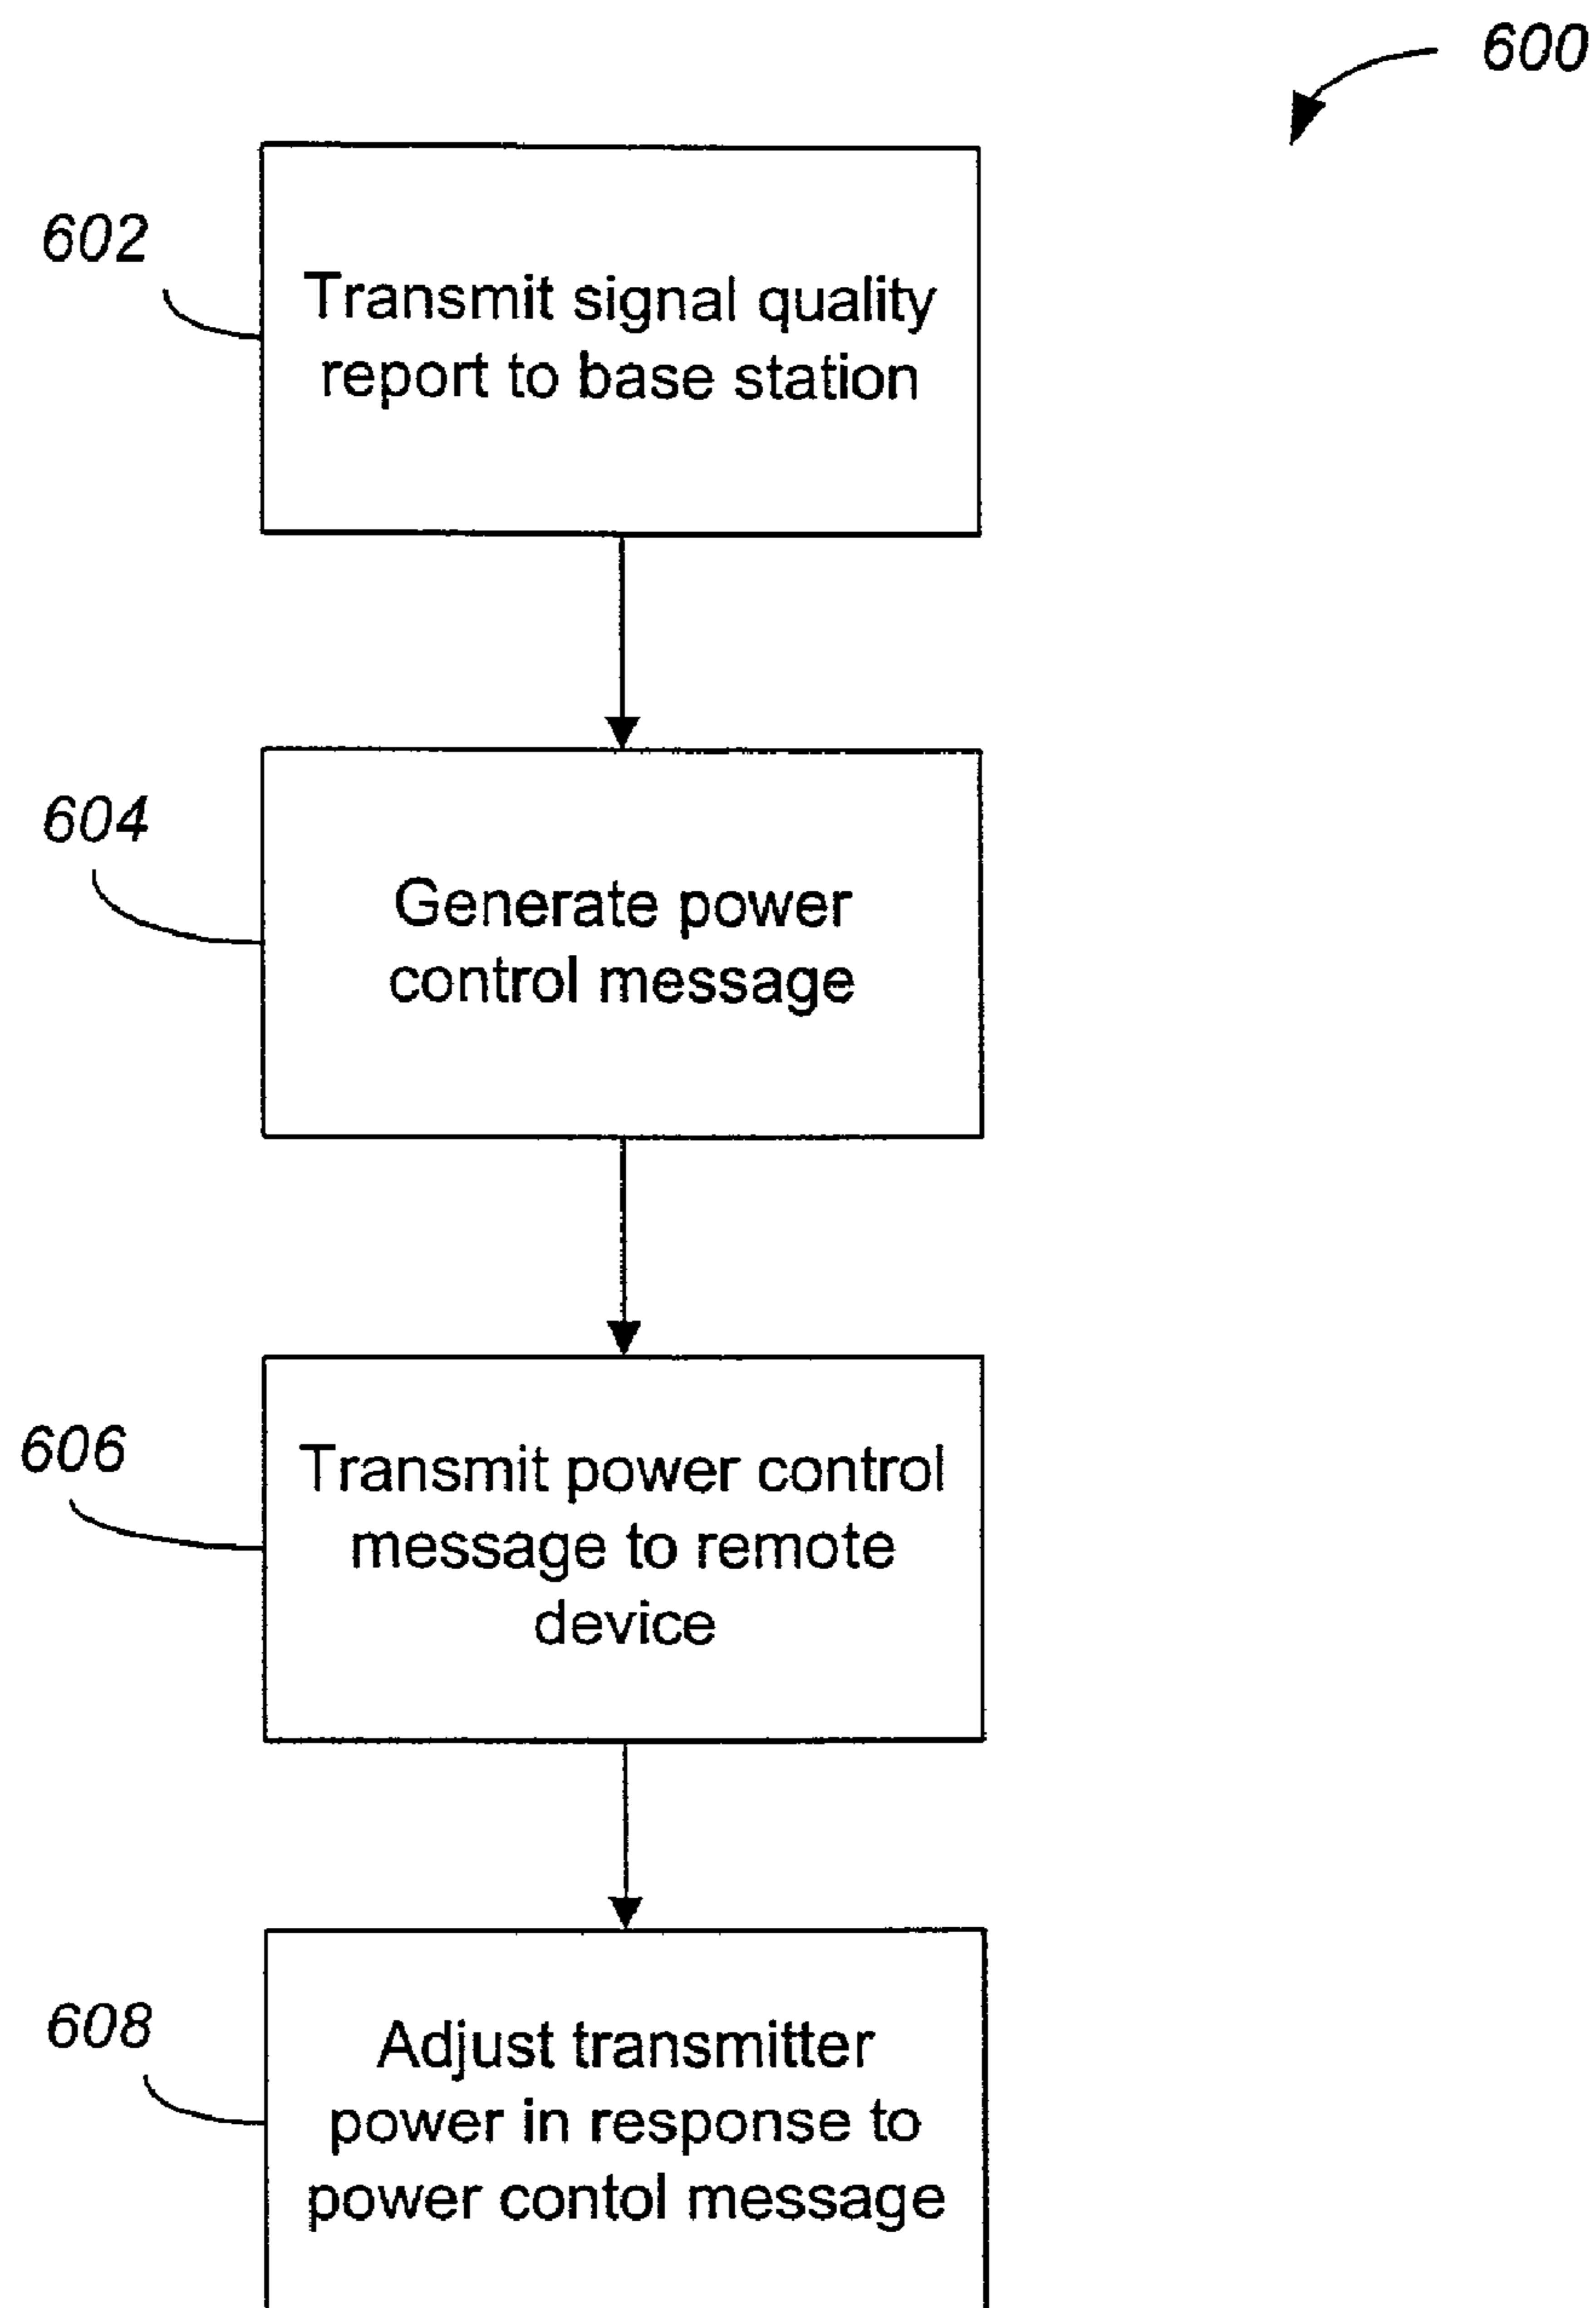 600
602
Transmit signal quality
report to base station
604
Generate power
control message
606
Transmit power control
message to remote
device
608
Adjust transmitter
power in response to
power contol message